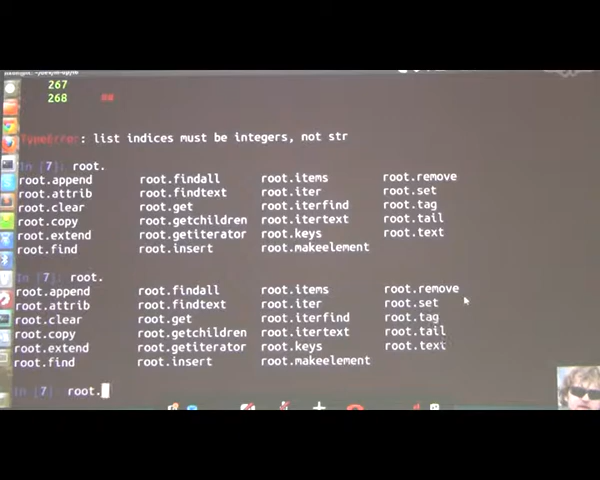 267
268
TypeError: list indices must be integers, not str
In [7]: root.
root.append root.findall root.items root.remove
root.attrib root.findtext root.iter root.set
root.clear root.get root.iterfind root.tag
root.copy root.getchildren root.itertext root.tail
root.extend root.getiterator root.keys root.text
root.find root.insert root.makeelement
In [7]: root.
root.append root.findall root.items root.remove
root.attrib root.findtext root.iter root.set
root.clear root.get root.iterfind root.tag
root.copy root.getchildren root.itertext root.tail
root.extend root.getiterator root.keys root.text
root.find root.insert root.makeelement
In [7]: root.